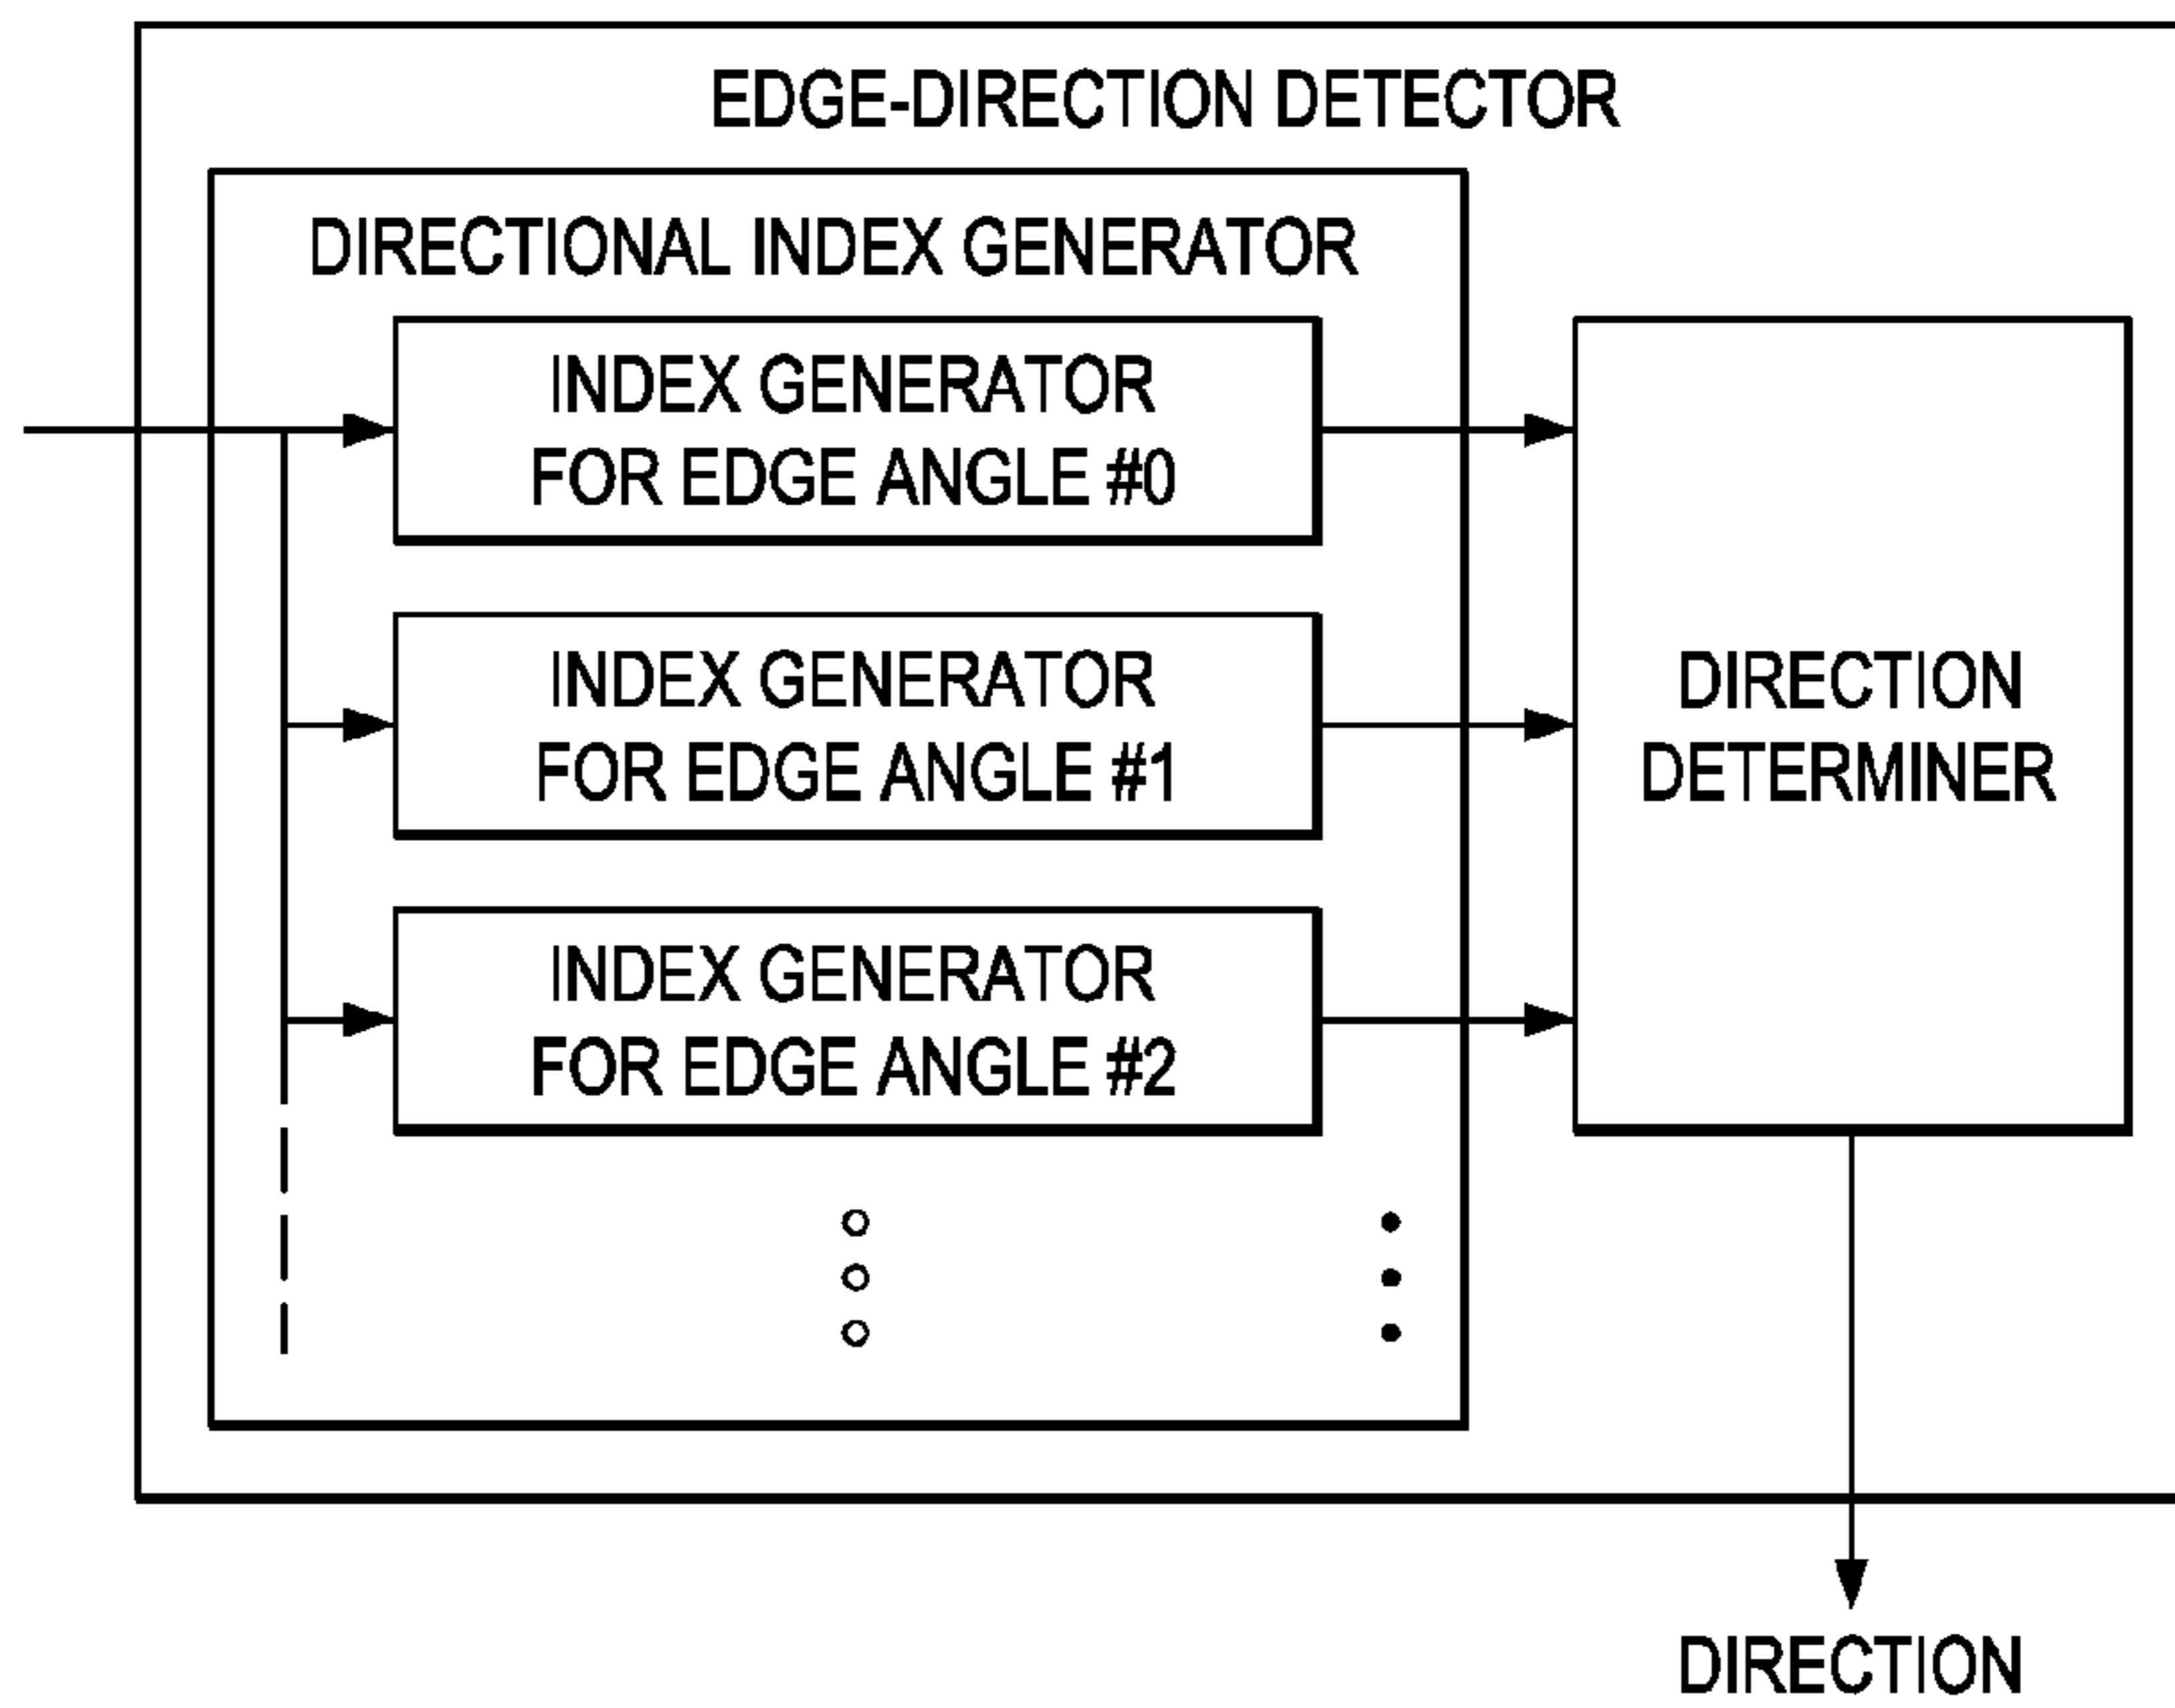 EDGE-DIRECTION DETECTOR
DIRECTIONAL INDEX GENERATOR
INDEX GENERATOR
FOR EDGE ANGLE #0
INDEX GENERATOR
FOR EDGE ANGLE #1
INDEX GENERATOR
FOR EDGE ANGLE #2
DIRECTION
DETERMINER
DIRECTION